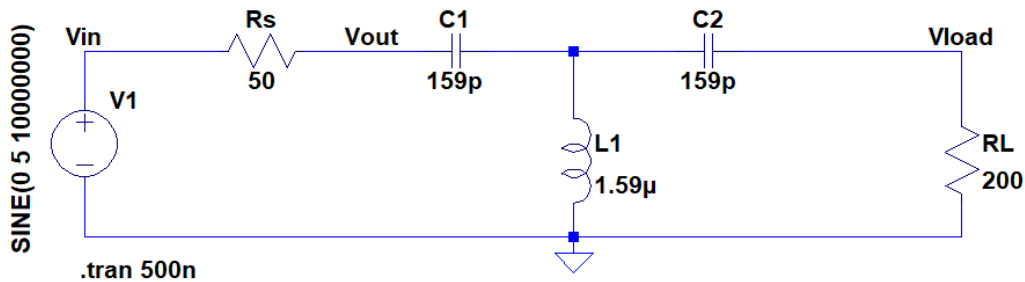 SINE(0 5 10000000)
Vin
Rs
50
Vout
C1
159p
C2
159p
Vload
V1
L1
1.59µ
RL
200
.tran 500n